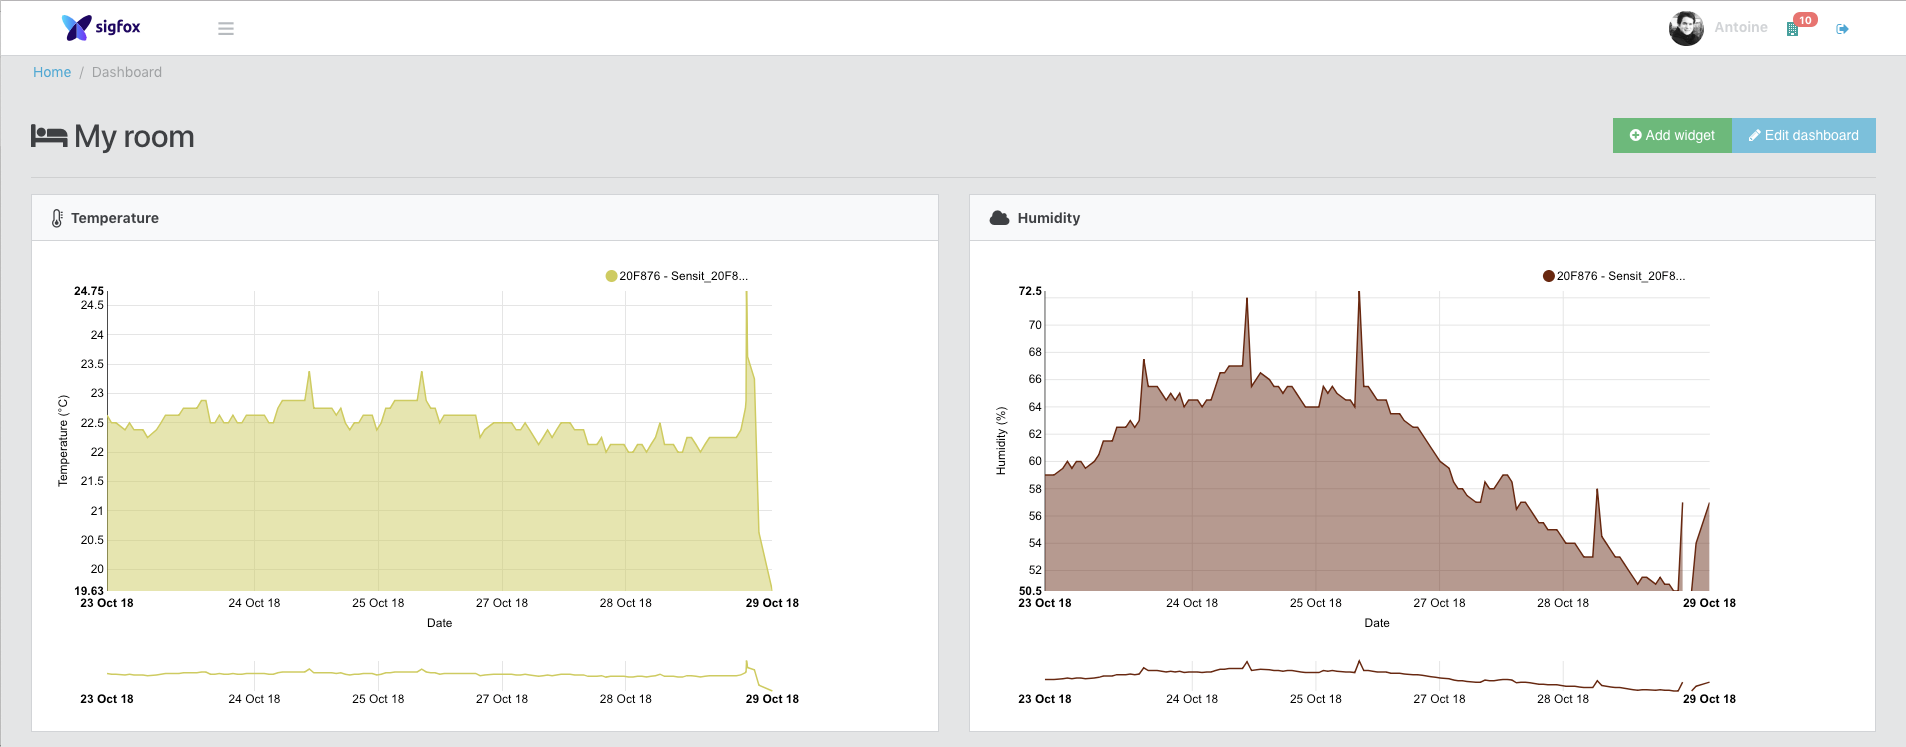 sigfox
Antoine
10
Home / Dashboard
My room
Add widget
Edit dashboard
Temperature
20F876 - Sensit_20F8...
24.75
24.5
24
23.5
23
22.5
22
21.5
21
20.5
20
19.63
Temperature (°C)
23 Oct 18 24 Oct 18 25 Oct 18 27 Oct 18 28 Oct 18 29 Oct 18
Date
23 Oct 18 24 Oct 18 25 Oct 18 27 Oct 18 28 Oct 18 29 Oct 18
Humidity
20F876 - Sensit_20F8...
72.5
70
68
66
64
62
60
58
56
54
52
50.5
Humidity (%)
23 Oct 18 24 Oct 18 25 Oct 18 27 Oct 18 28 Oct 18 29 Oct 18
Date
23 Oct 18 24 Oct 18 25 Oct 18 27 Oct 18 28 Oct 18 29 Oct 18